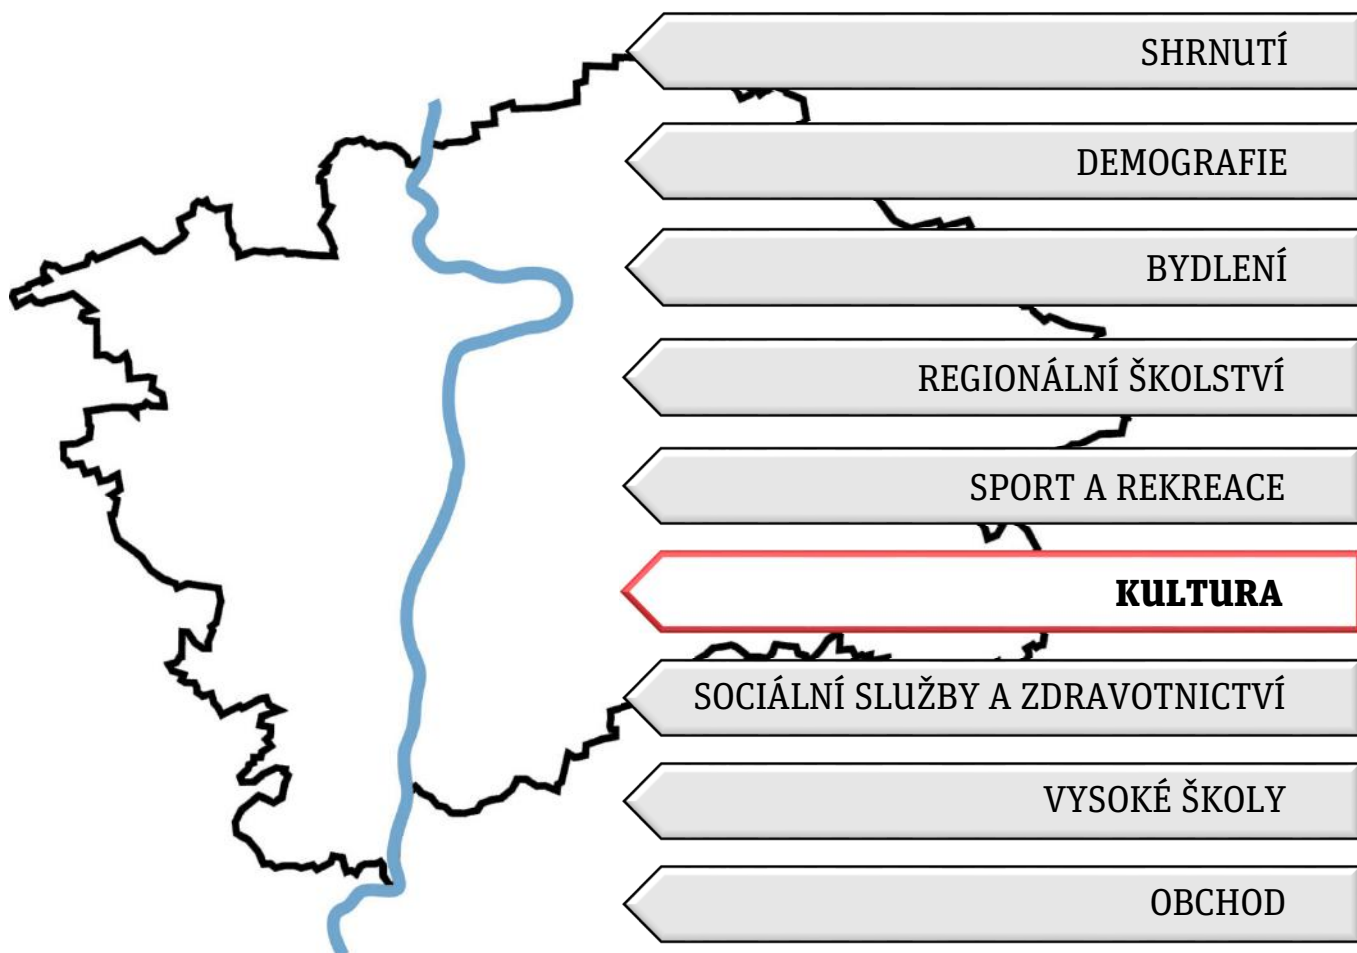 SHRNUTÍ
DEMOGRAFIE
BYDLENÍ
REGIONÁLNÍ ŠKOLSTVÍ
SPORT A REKREACE
KULTURA
SOCIÁLNÍ SLUŽBY A ZDRAVOTNICTVÍ
VYSOKÉ ŠKOLY
OBCHOD